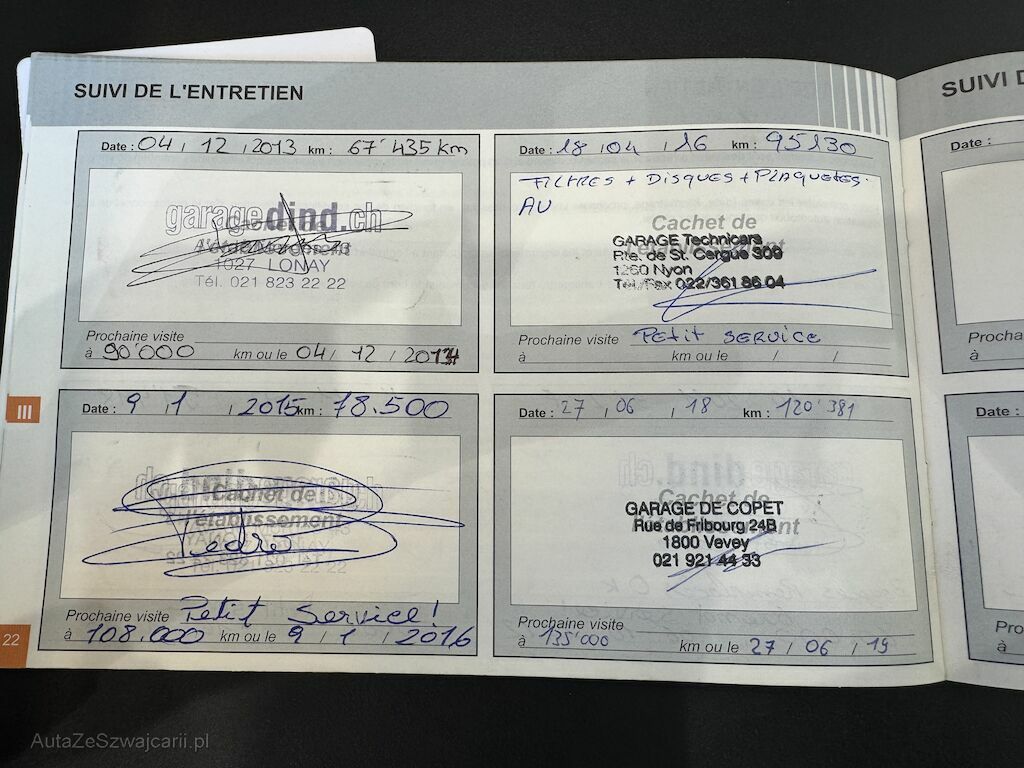 SUIVI DE L'ENTRETIEN
Date : 04 / 12 / 2013 km : 67'435 km
garagedind.ch
1027 LONAY
Tél. 021 823 22 22
Prochaine visite
à 90'000 km ou le 04 / 12 / 2014
Date : 9 / 1 / 2015 km : 78.500
Cachet de
l'établissement
Pedro
Prochaine visite Petit Service!
à 108.000 km ou le 9 / 1 / 2016
Date : 18 / 04 / 16 km : 95130
FILTRES + DISQUES + PLAQUETES.
AU
Cachet de
GARAGE Technicars
Rte. de St. Cergue 309
1260 Nyon
Tel./Fax 022/361 86 04
Prochaine visite Petit service
à km ou le / /
Date : 27 / 06 / 18 km : 120'381
Cachet de
GARAGE DE COPET
Rue de Fribourg 24B
1800 Vevey
021 921 44 33
Prochaine visite
à 135'000 km ou le 27 / 06 / 19
SUIVI D
Date :
Procha
à
Date :
Pro
à
III
22
AutaZeSzwajcarii.pl